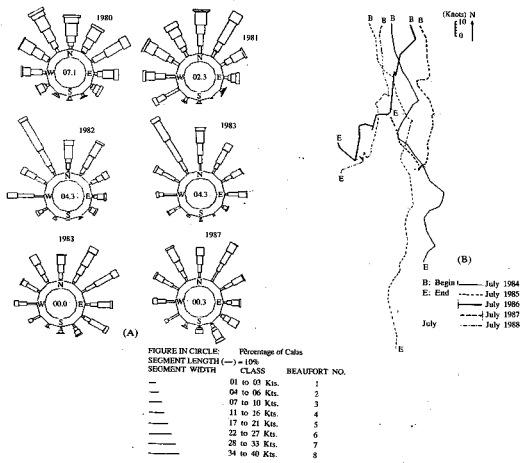 1980
N
W
E
S
07.1
1981
N
W
E
S
02.3
1982
N
W
E
S
04.3
1983
N
W
E
S
04.3
1983
N
W
E
S
00.0
1987
N
W
E
S
00.3
(A)
FIGURE IN CIRCLE: Percentage of Calas
SEGMENT LENGTH (—) = 10%
SEGMENT WIDTH CLASS BEAUFORT NO.
01 to 03 Kts. 1
04 to 06 Kts. 2
07 to 10 Kts. 3
11 to 16 Kts. 4
17 to 21 Kts. 5
22 to 27 Kts. 6
28 to 33 Kts. 7
34 to 40 Kts. 8
(Knots) N
10
0
B B B B B
E
E
E
E
E
(B)
B: Begin July 1984
E: End July 1985
July 1986
July 1987
July July 1988